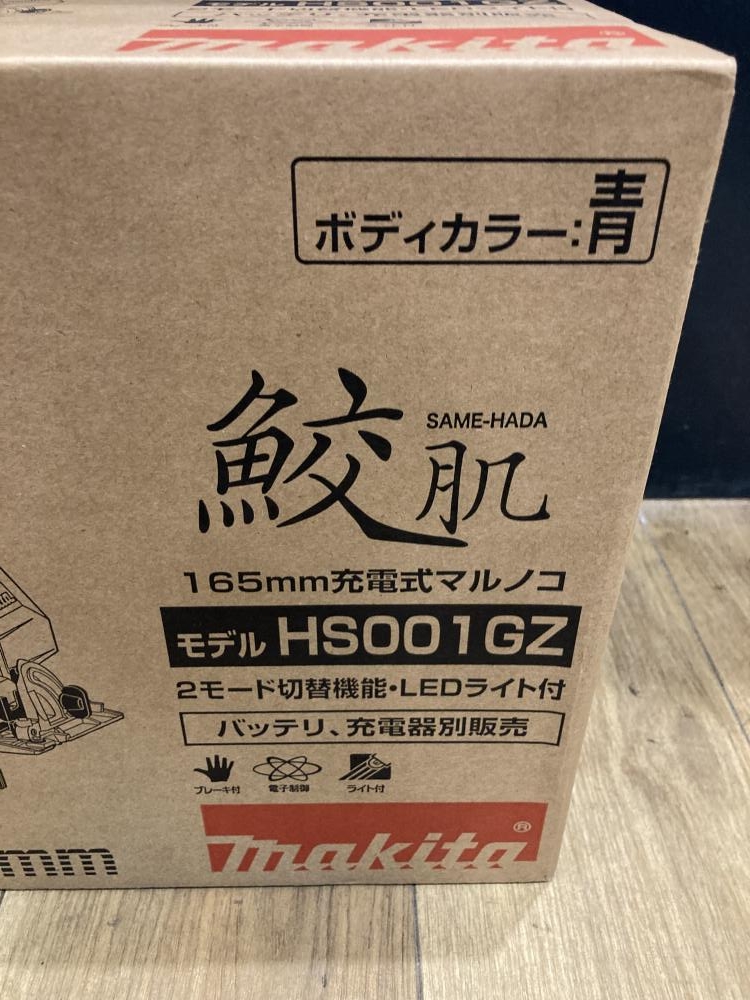 makita
ボディカラー:青
鮫肌
SAME-HADA
165mm充電式マルノコ
モデル HS001GZ
2モード切替機能・LEDライト付
バッテリ、充電器別販売
ブレーキ付 電子制御 ライト付
makita®
mm